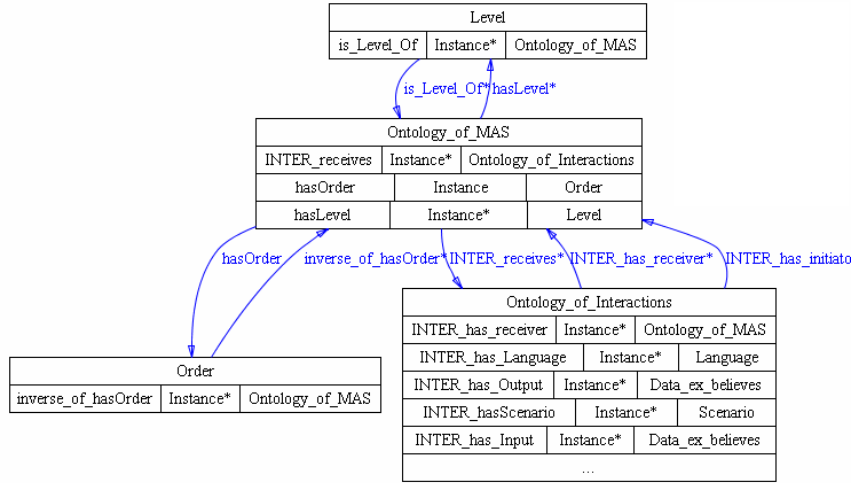 Level
is_Level_Of Instance* Ontology_of_MAS
is_Level_Of* hasLevel*
Ontology_of_MAS
INTER_receives Instance* Ontology_of_Interactions
hasOrder Instance Order
hasLevel Instance* Level
hasOrder inverse_of_hasOrder* INTER_receives* INTER_has_receiver* INTER_has_initiato
Ontology_of_Interactions
INTER_has_receiver Instance* Ontology_of_MAS
INTER_has_Language Instance* Language
INTER_has_Output Instance* Data_ex_believes
INTER_hasScenario Instance* Scenario
INTER_has_Input Instance* Data_ex_believes
...
Order
inverse_of_hasOrder Instance* Ontology_of_MAS